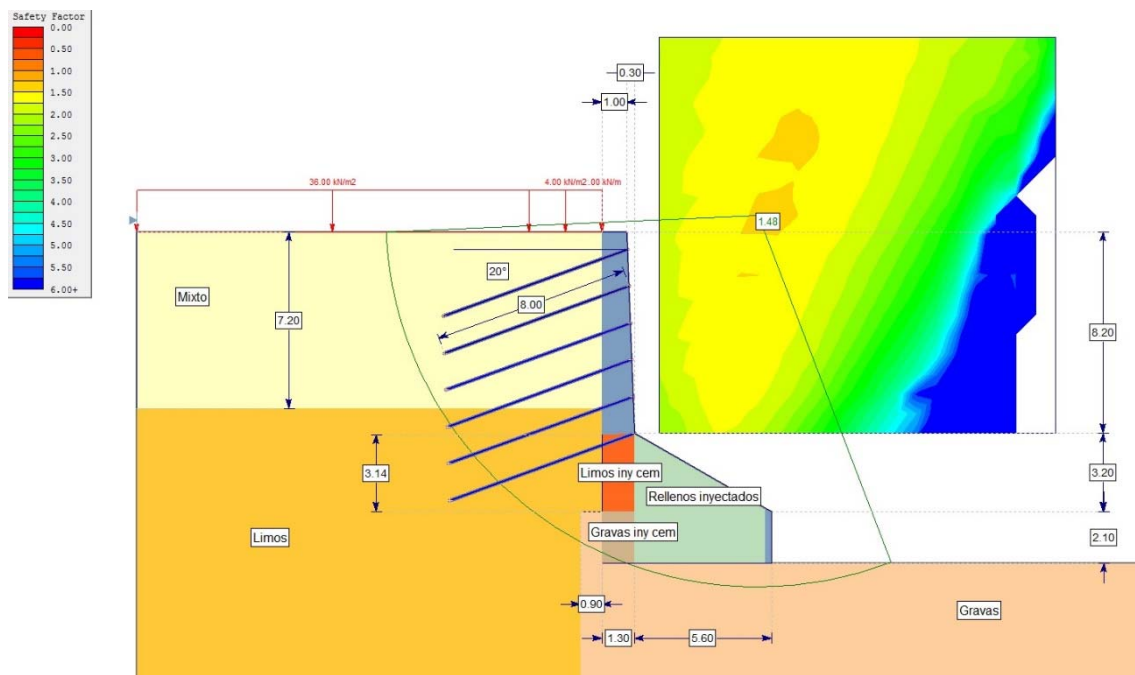 Safety Factor
0.00
0.50
1.00
1.50
2.00
2.50
3.00
3.50
4.00
4.50
5.00
5.50
6.00+
0.30
1.00
36.00 kN/m2
4.00 kN/m2
2.00 kN/m
1.48
20°
Mixto
8.00
7.20
8.20
3.14
Limos iny cem
3.20
Rellenos inyectados
Limos
Gravas iny cem
2.10
0.90
Gravas
1.30
5.60